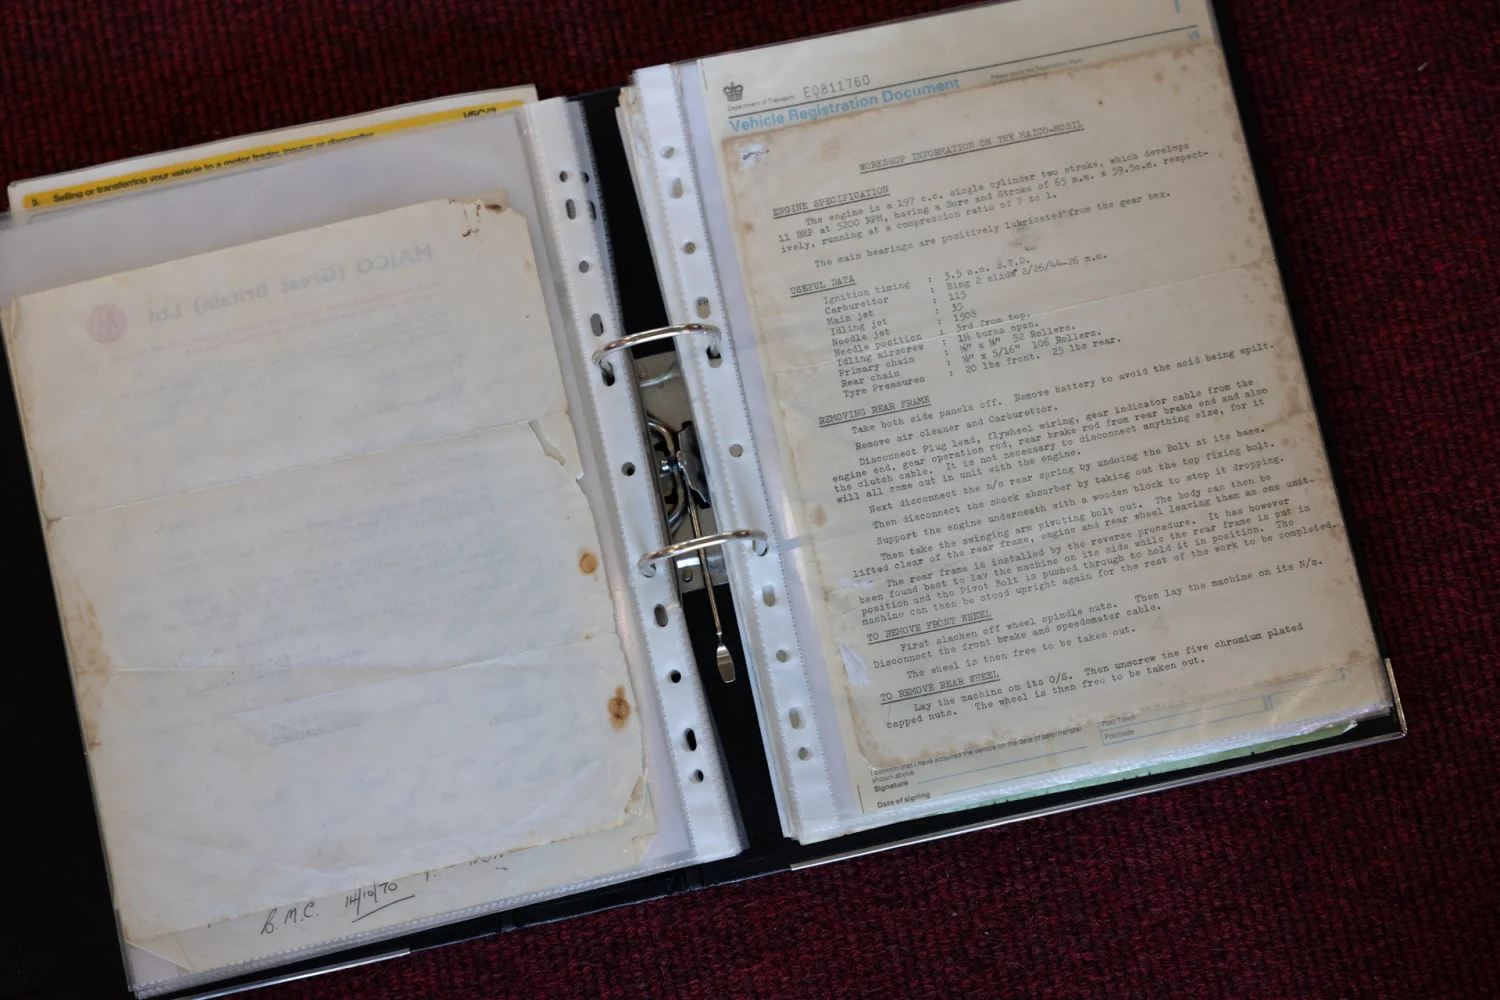 V5C/3
2. Selling or transferring your vehicle to a motor trader, insurer or dismantler
MAICO (Great Britain) Ltd
B.M.C. 14/10/70
Department of Transport E0811760
V5
Vehicle Registration Document
WORKSHOP INFORMATION ON THE MAICO-MOBIL
ENGINE SPECIFICATION
The engine is a 197 c.c. single cylinder two stroke, which develops
11 BHP at 5200 RPM, having a Bore and Stroke of 65 m.m. x 59.5m.m. respect-
ively, running at a compression ratio of 7 to 1.
The main bearings are positively lubricated from the gear box.
USEFUL DATA
Ignition timing : 3.5 m.m. B.T.D.
Carburettor : Bing 2 slide 2/26/44-26 m.m.
Main jet : 115
Idling jet : 35
Needle jet : 1508
Needle position : 3rd from top.
Idling airscrew : 1½ turns open.
Primary chain : 52 Rollers.
Rear chain : ½" x 5/16" 106 Rollers.
Tyre Pressures : 20 lbs front. 25 lbs rear.
REMOVING REAR FRAME
Take both side panels off. Remove battery to avoid the acid being spilt.
Remove air cleaner and Carburettor.
Disconnect Plug lead, flywheel wiring, gear indicator cable from the
engine end, gear operation rod, rear brake rod from rear brake end and also
the clutch cable. It is not necessary to disconnect anything else, for it
will all come out in unit with the engine.
Next disconnect the n/s rear spring by undoing the Bolt at its base.
Then disconnect the shock absorber by taking out the top fixing bolt.
Support the engine underneath with a wooden block to stop it dropping.
Then take the swinging arm pivoting bolt out. The body can then be
lifted clear of the rear frame, engine and rear wheel leaving them as one unit.
The rear frame is installed by the reverse procedure. It has however
been found best to lay the machine on its side while the rear frame is put in
position and the Pivot Bolt is pushed through to hold it in position. The
machine can then be stood upright again for the rest of the work to be completed.
TO REMOVE FRONT WHEEL
First slacken off wheel spindle nuts. Then lay the machine on its N/s.
Disconnect the front brake and speedometer cable.
The wheel is then free to be taken out.
TO REMOVE REAR WHEEL
Lay the machine on its O/S. Then unscrew the five chromium plated
capped nuts. The wheel is then free to be taken out.
Post Town
Postcode
I confirm that I have acquired the vehicle on the date of sale/transfer
shown above
Signature
Date of signing